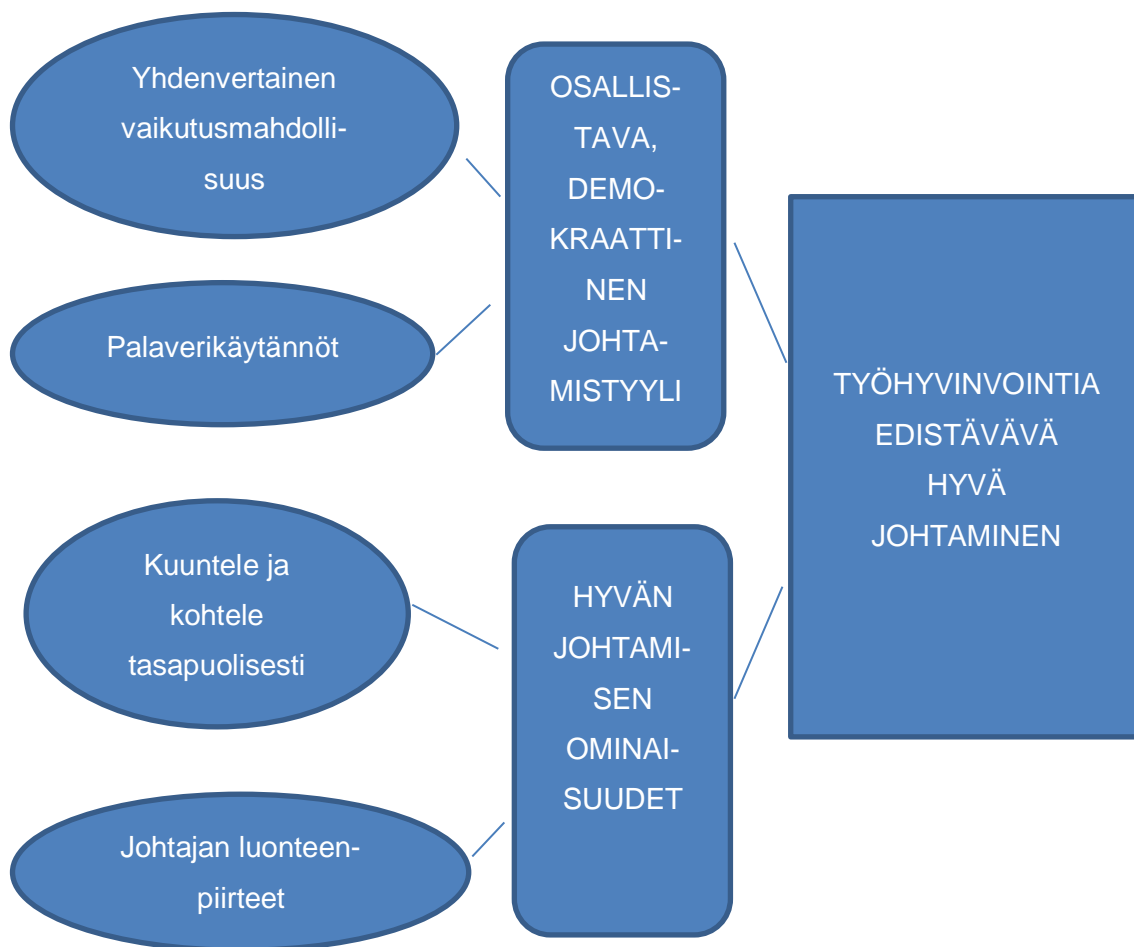 Yhdenvertainen
vaikutusmahdolli-
suus
Palaverikäytännöt
Kuuntele ja
kohtele
tasapuolisesti
Johtajan luonteen-
piirteet
OSALLIS-
TAVA,
DEMO-
KRAATTI-
NEN
JOHTA-
MISTYYLI
HYVÄN
JOHTAMI-
SEN
OMINAI-
SUUDET
TYÖHYVINVOINTIA
EDISTÄVÄVÄ
HYVÄ
JOHTAMINEN